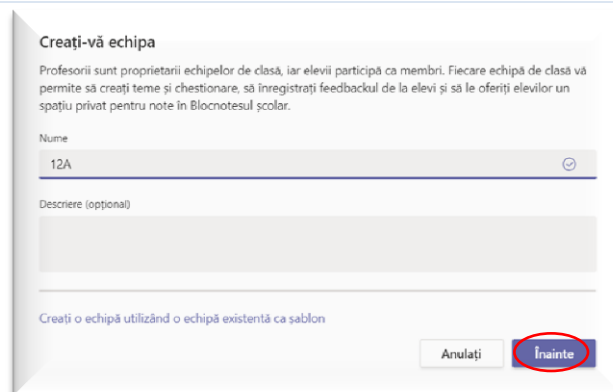 Creați-vă echipa
Profesorii sunt proprietarii echipelor de clasă, iar elevii participă ca membri. Fiecare echipă de clasă vă
permite să creați teme și chestionare, să înregistrați feedbackul de la elevi și să le oferiți elevilor un
spațiu privat pentru note în Blocnotesul școlar.
Nume
12A
Descriere (opțional)
Creați o echipă utilizând o echipă existentă ca șablon
Anulați Înainte